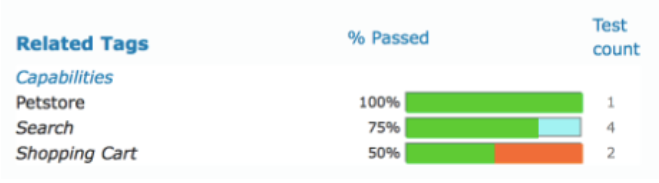 Related Tags % Passed Test count
Capabilities
Petstore 100% 1
Search 75% 4
Shopping Cart 50% 2